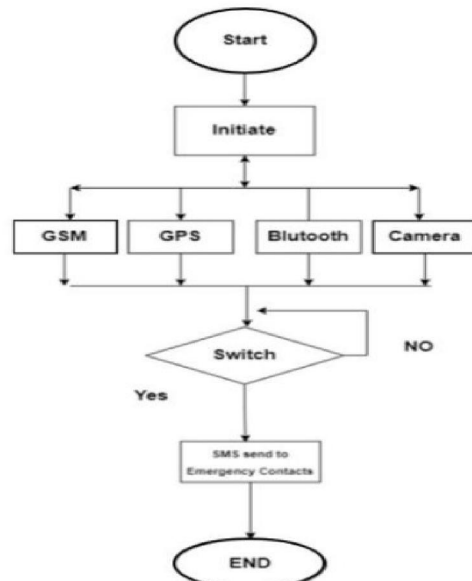 Start
Initiate
GSM
GPS
Blutooth
Camera
Switch
NO
Yes
SMS send to
Emergency Contacts
END